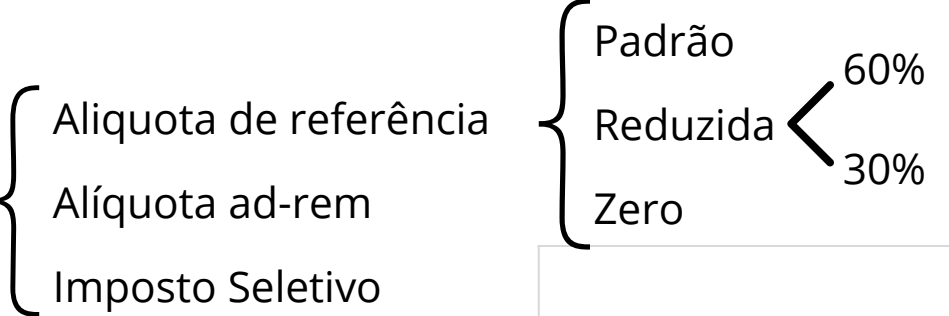 Aliquota de referência
Alíquota ad-rem
Imposto Seletivo
Padrão
Reduzida
Zero
60%
30%